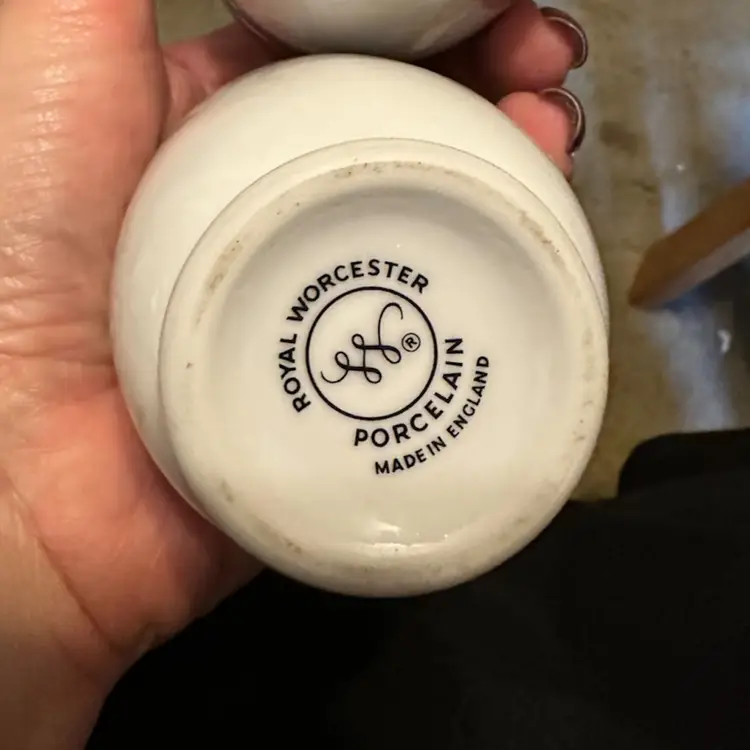 ROYAL WORCESTER
®
PORCELAIN
MADE IN ENGLAND